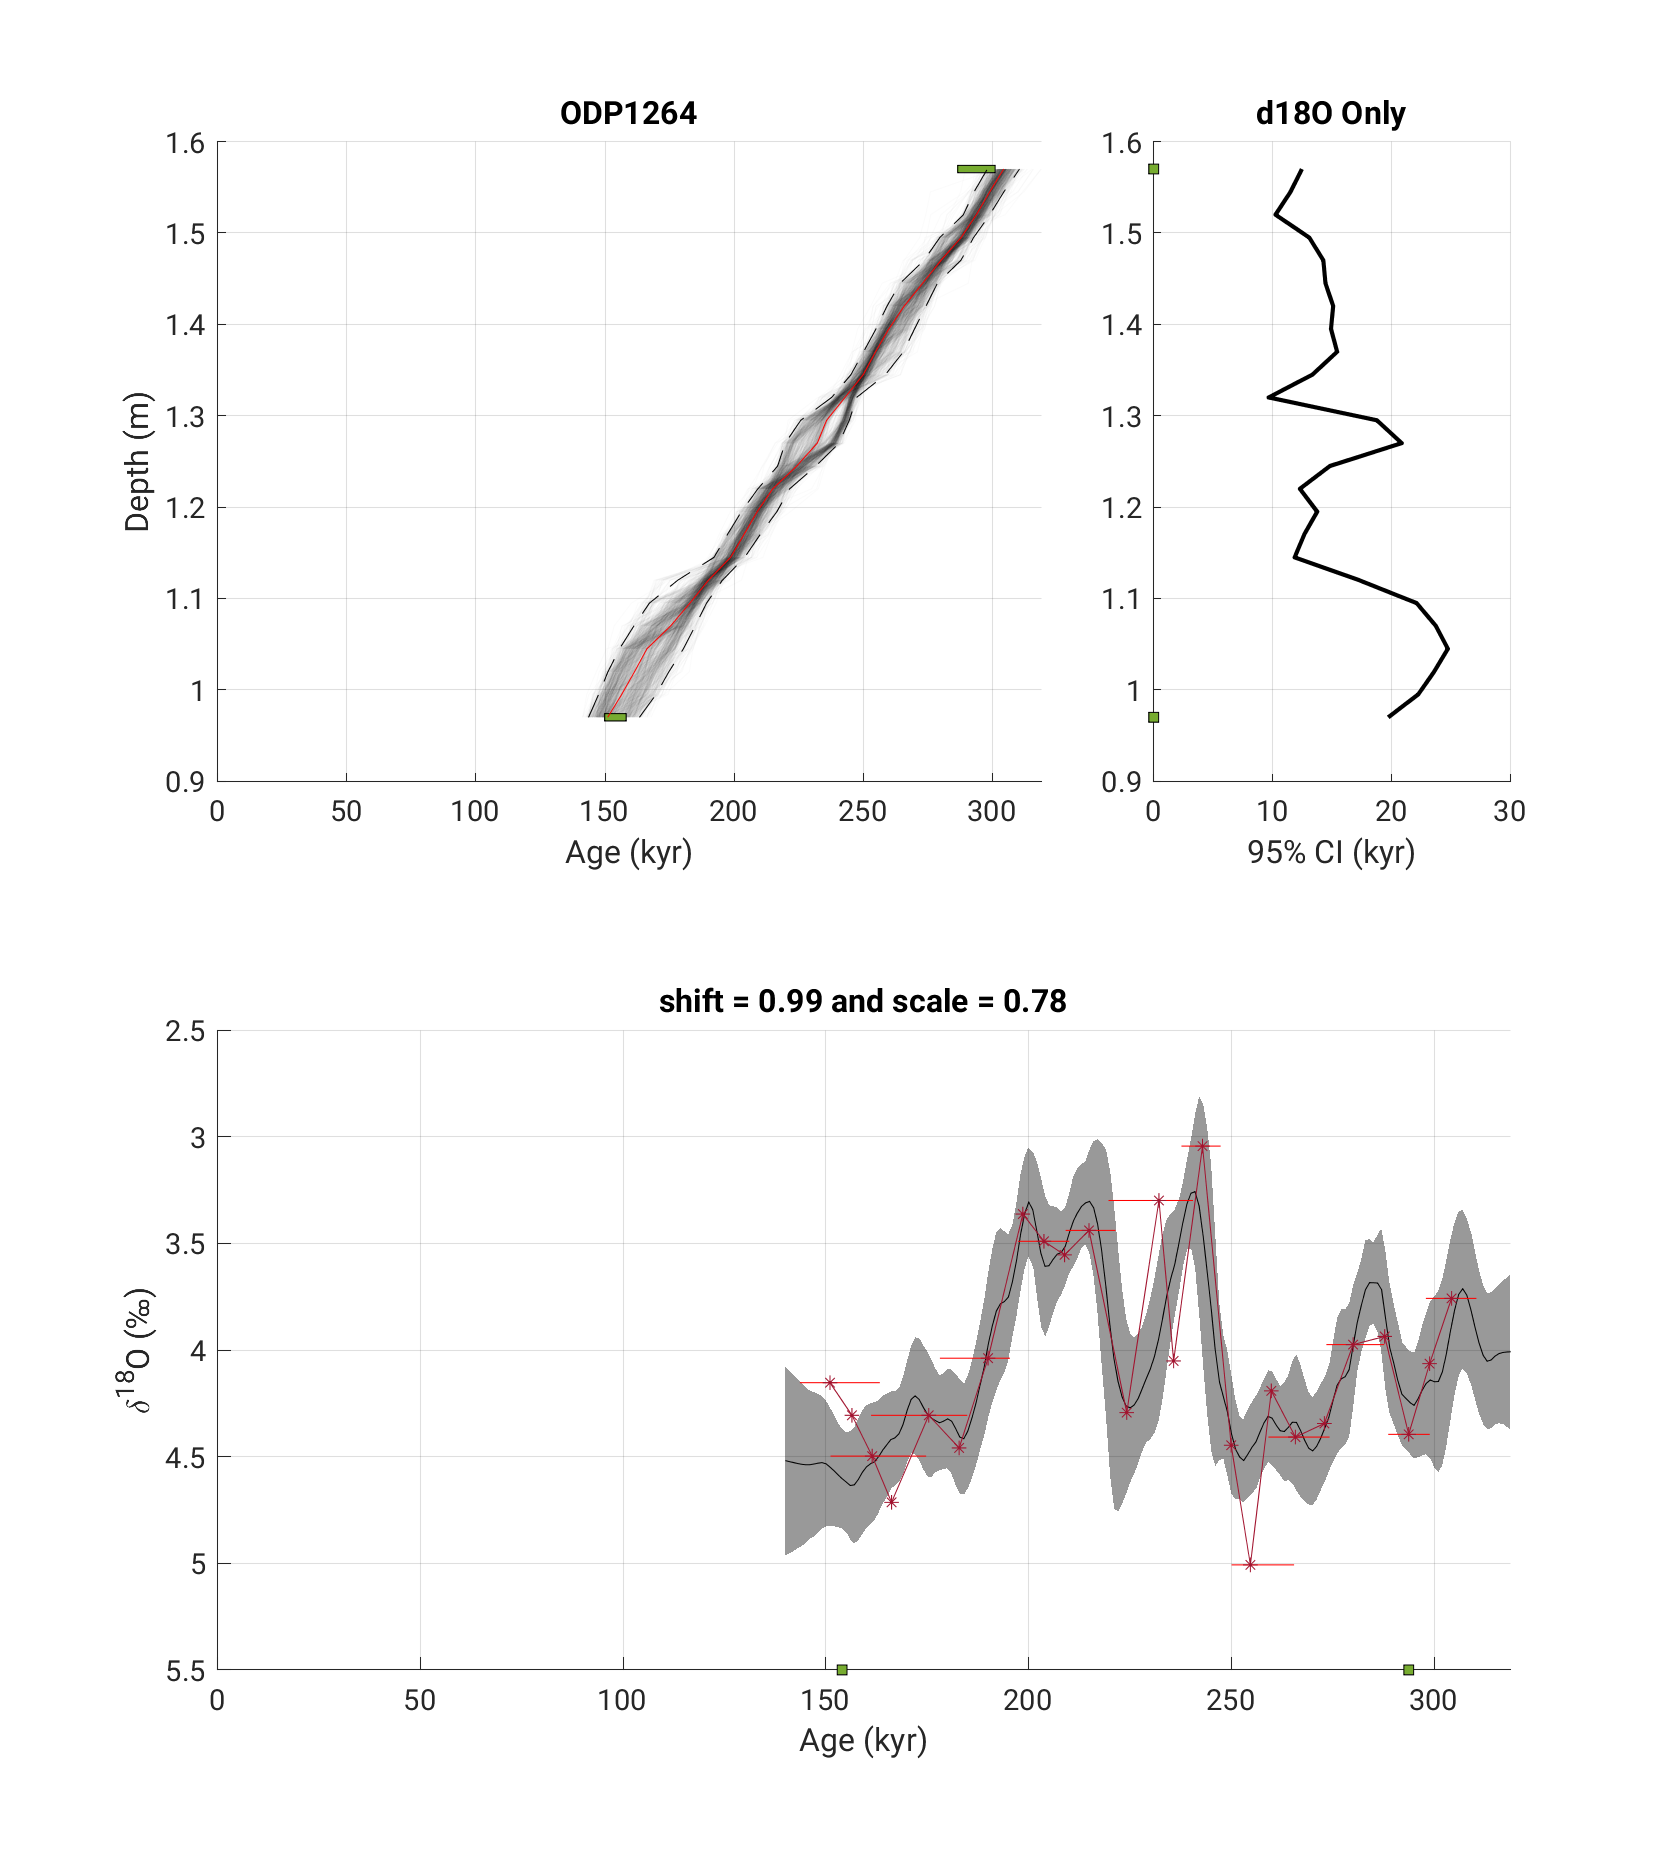 ODP1264
1.6
1.5
1.4
1.3
1.2
1.1
1
0.9
Depth (m)
0 50 100 150 200 250 300
Age (kyr)
d18O Only
1.6
1.5
1.4
1.3
1.2
1.1
1
0.9
0 10 20 30
95% CI (kyr)
shift = 0.99 and scale = 0.78
2.5
3
3.5
4
4.5
5
5.5
δ¹⁸O (‰)
0 50 100 150 200 250 300
Age (kyr)